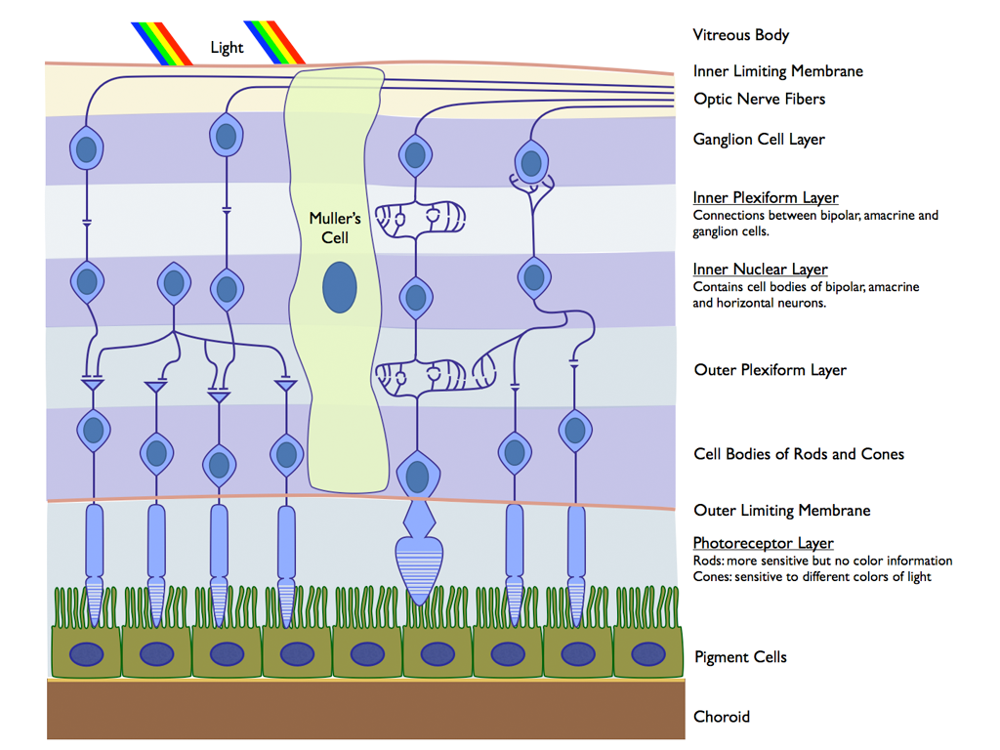 Light
Vitreous Body
Inner Limiting Membrane
Optic Nerve Fibers
Ganglion Cell Layer
Inner Plexiform Layer
Connections between bipolar, amacrine and
ganglion cells.
Muller's
Cell
Inner Nuclear Layer
Contains cell bodies of bipolar, amacrine
and horizontal neurons.
Outer Plexiform Layer
Cell Bodies of Rods and Cones
Outer Limiting Membrane
Photoreceptor Layer
Rods: more sensitive but no color information
Cones: sensitive to different colors of light
Pigment Cells
Choroid